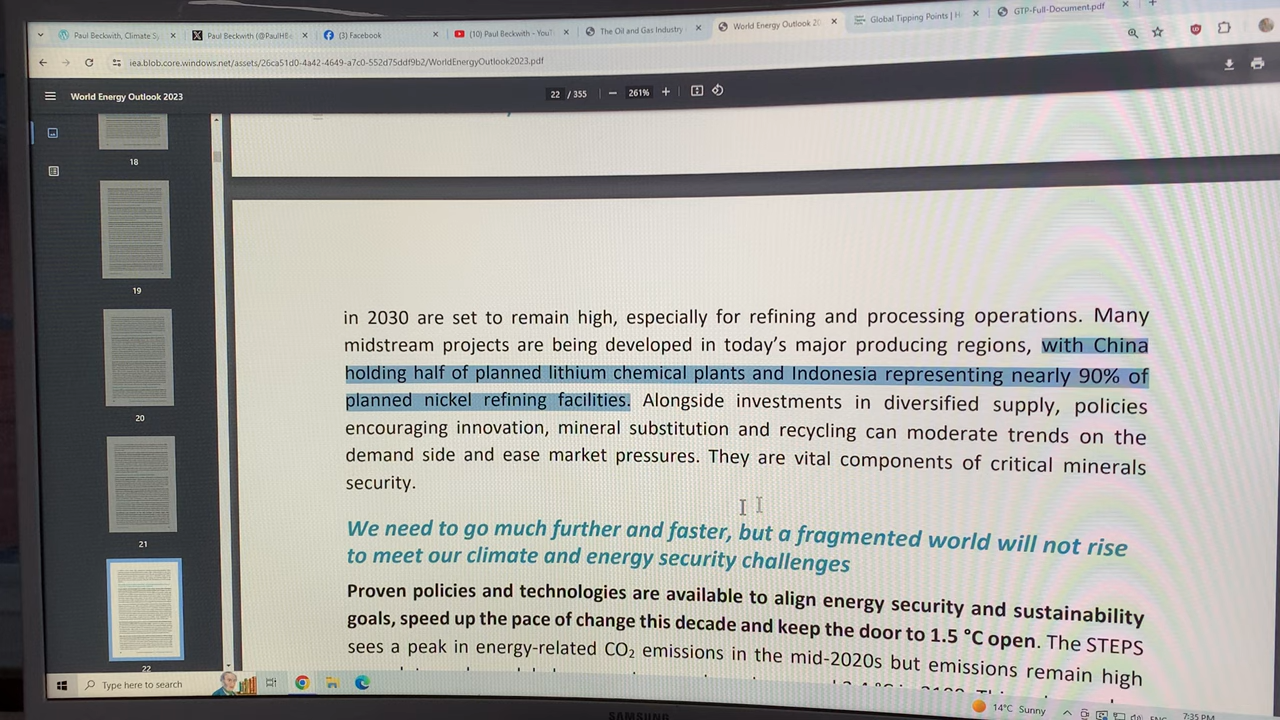 Paul Beckwith, Climate S
Paul Beckwith (@PaulHBe
(3) Facebook
(10) Paul Beckwith - YouT
The Oil and Gas Industry
World Energy Outlook 20
Global Tipping Points | H
GTP-Full-Document.pdf
iea.blob.core.windows.net/assets/26ca51d0-4a42-4649-a7c0-552d75ddf9b2/WorldEnergyOutlook2023.pdf
World Energy Outlook 2023
22 / 355
261%
18
19
20
21
22
in 2030 are set to remain high, especially for refining and processing operations. Many
midstream projects are being developed in today's major producing regions, with China
holding half of planned lithium chemical plants and Indonesia representing nearly 90% of
planned nickel refining facilities. Alongside investments in diversified supply, policies
encouraging innovation, mineral substitution and recycling can moderate trends on the
demand side and ease market pressures. They are vital components of critical minerals
security.
We need to go much further and faster, but a fragmented world will not rise
to meet our climate and energy security challenges
Proven policies and technologies are available to align energy security and sustainability
goals, speed up the pace of change this decade and keep the door to 1.5 °C open. The STEPS
sees a peak in energy-related CO₂ emissions in the mid-2020s but emissions remain high
Type here to search
14°C Sunny
ENG
7:35 PM
SAMSUNG